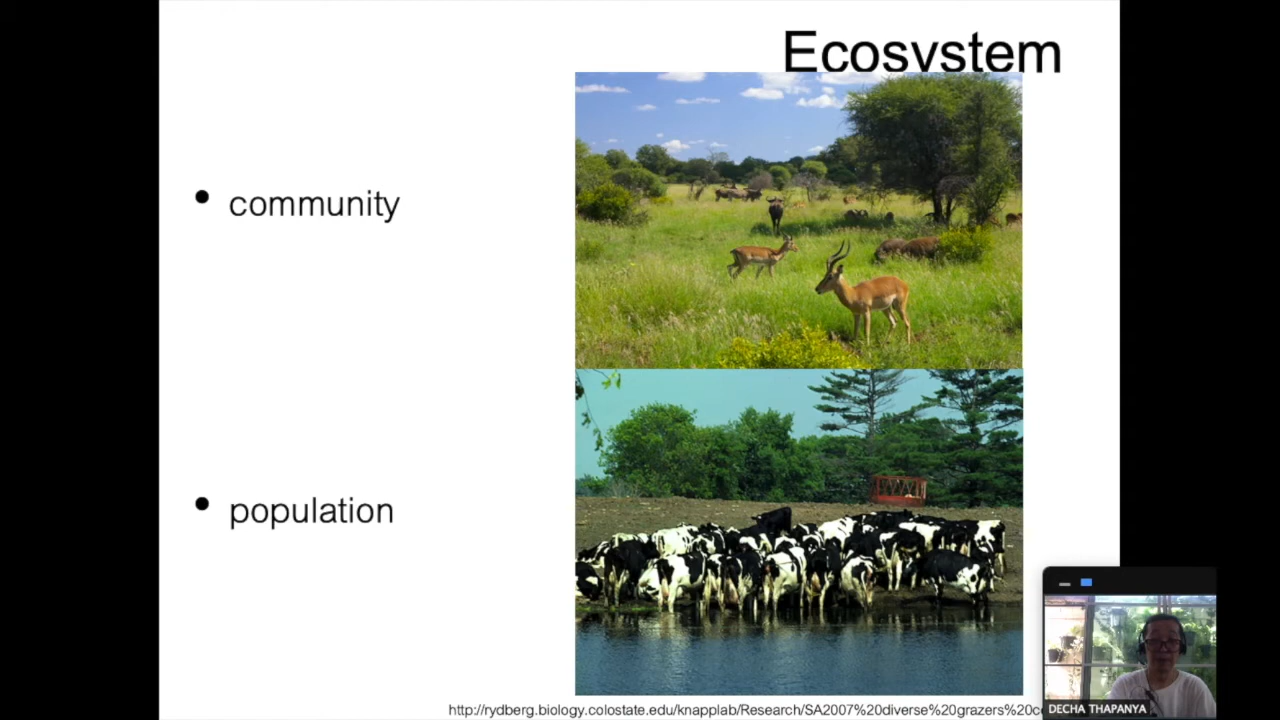 Ecosystem
community
population
http://rydberg.biology.colostate.edu/knapplab/Research/SA2007%20diverse%20grazers%20c
DECHA THAPANYA